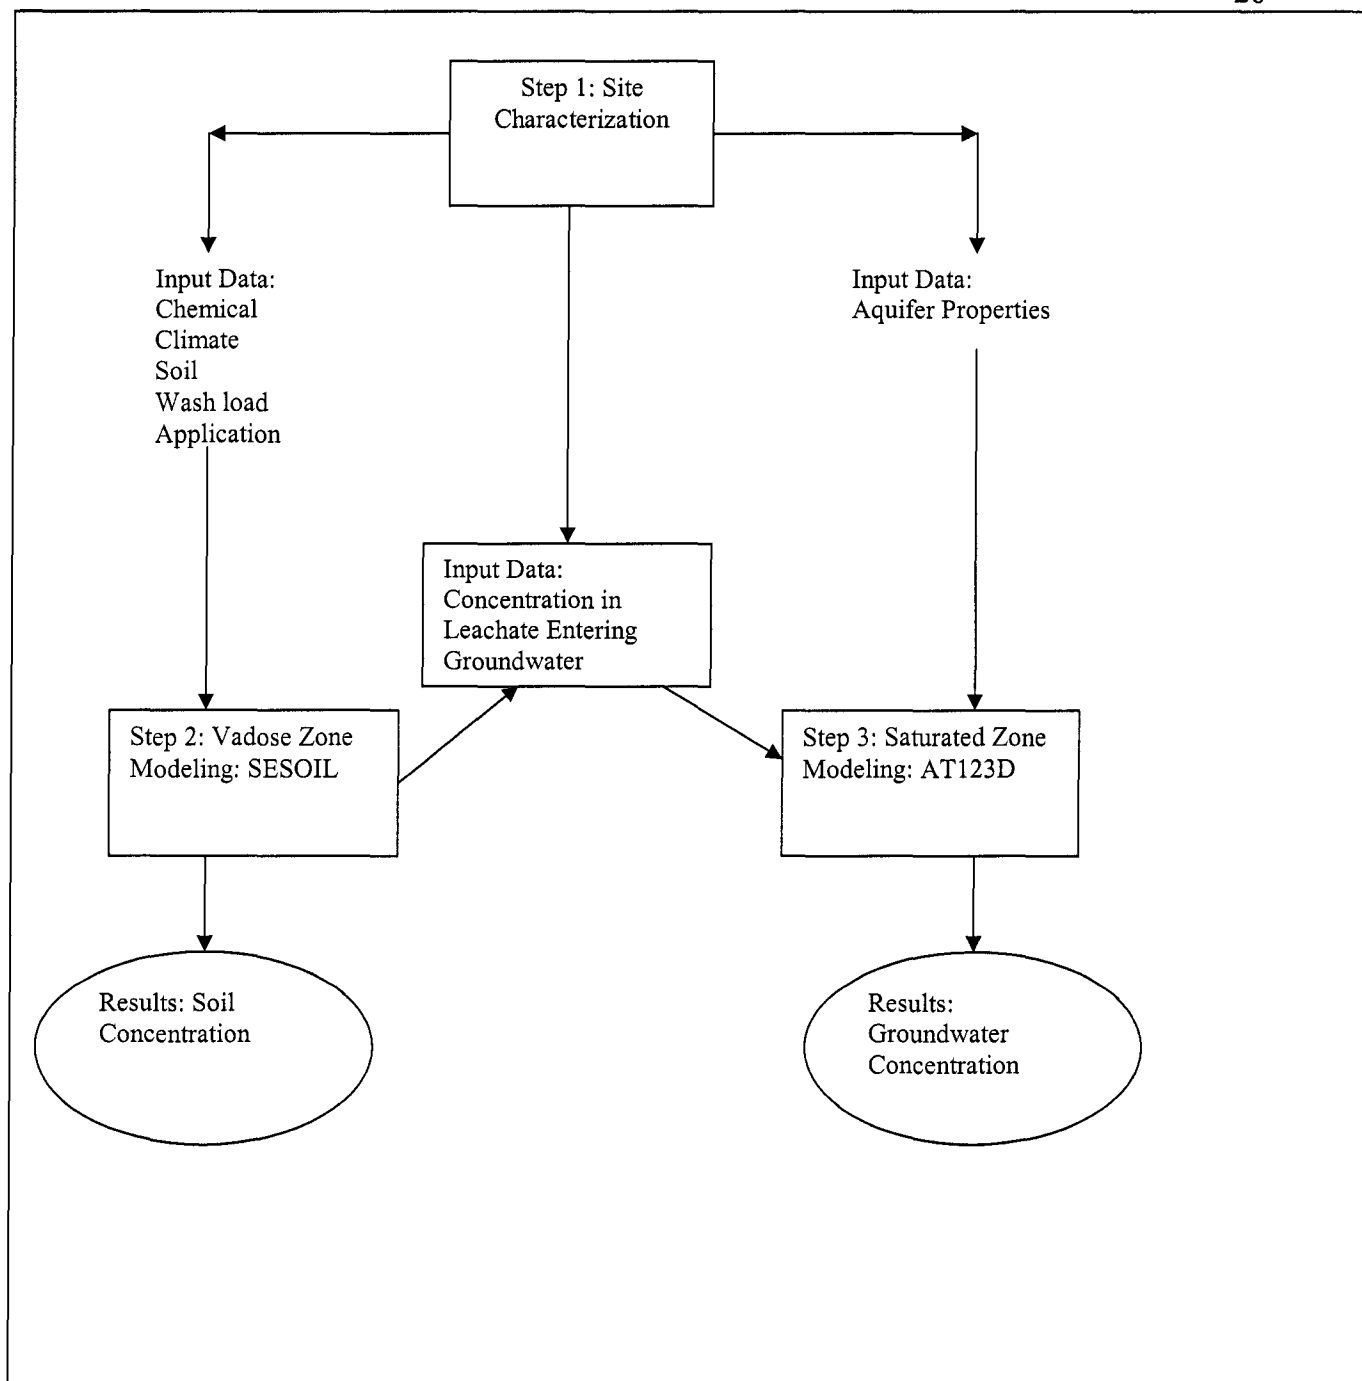 Step 1: Site
Characterization
Input Data:
Chemical
Climate
Soil
Wash load
Application
Input Data:
Aquifer Properties
Input Data:
Concentration in
Leachate Entering
Groundwater
Step 2: Vadose Zone
Modeling: SESOIL
Step 3: Saturated Zone
Modeling: AT123D
Results: Soil
Concentration
Results:
Groundwater
Concentration